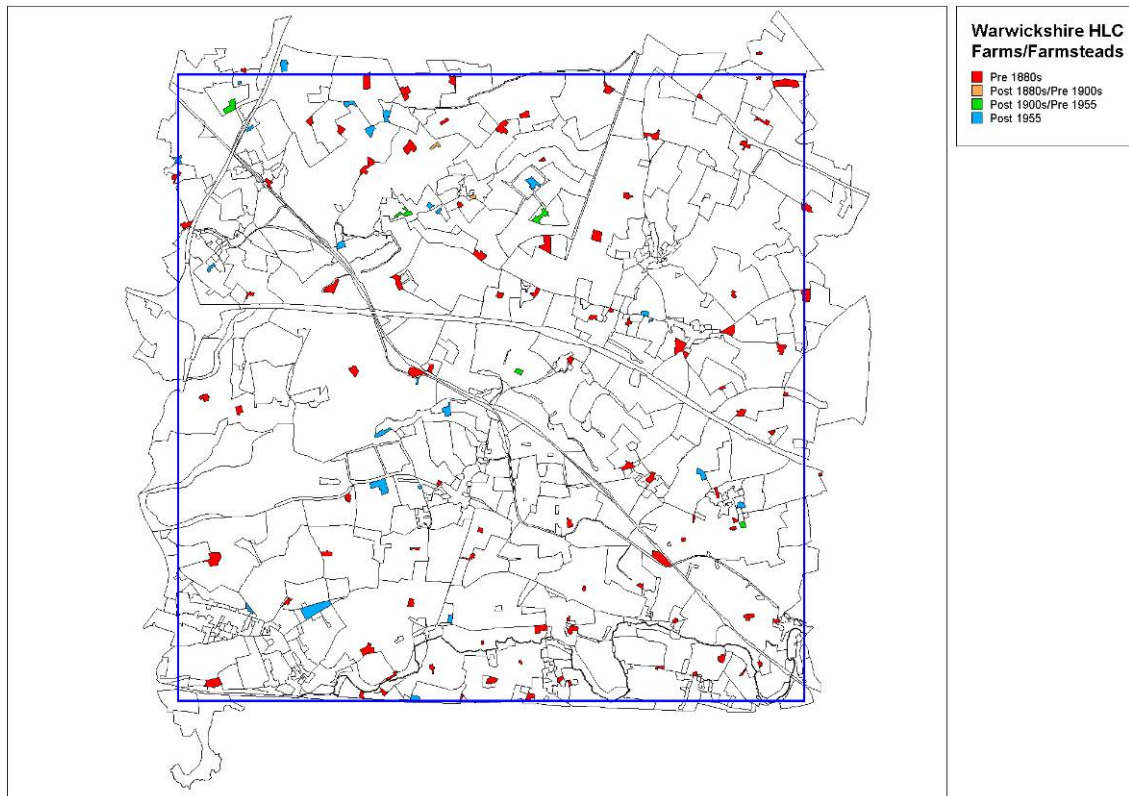 Warwickshire HLC
Farms/Farmsteads
Pre 1880s
Post 1880s/Pre 1900s
Post 1900s/Pre 1955
Post 1955